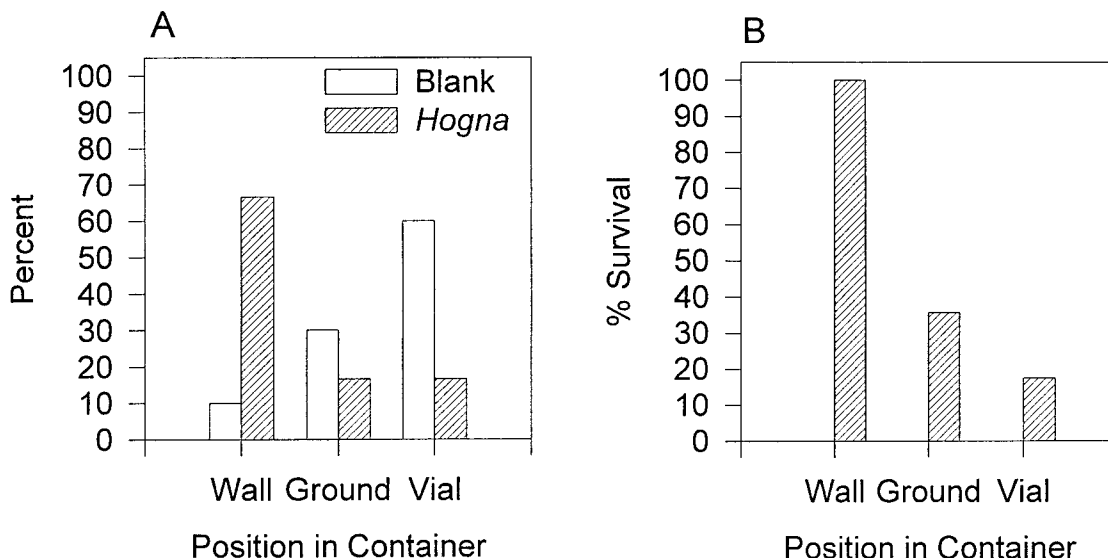 A
Percent
100
90
80
70
60
50
40
30
20
10
0
Blank
Hogna
Wall Ground Vial
Position in Container
B
% Survival
100
90
80
70
60
50
40
30
20
10
0
Wall Ground Vial
Position in Container